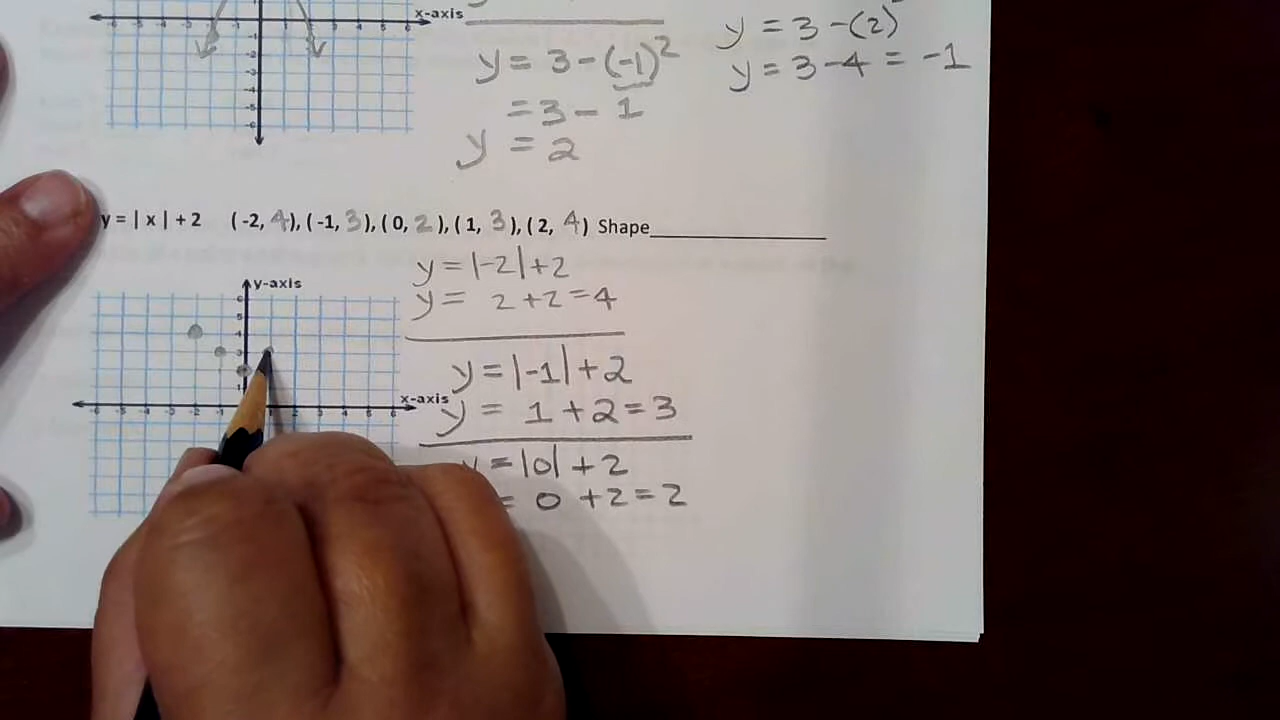 x-axis
y = 3 - (2)²
y = 3 - 4 = -1
y = 3 - (-1)²
= 3 - 1
y = 2
y = | x | + 2 ( -2, 4), ( -1, 3), ( 0, 2 ), ( 1, 3 ), ( 2, 4 ) Shape____________
y = |-2| + 2
y = 2 + 2 = 4
y-axis
y = |-1| + 2
x-axis
y = 1 + 2 = 3
y = |0| + 2
= 0 + 2 = 2